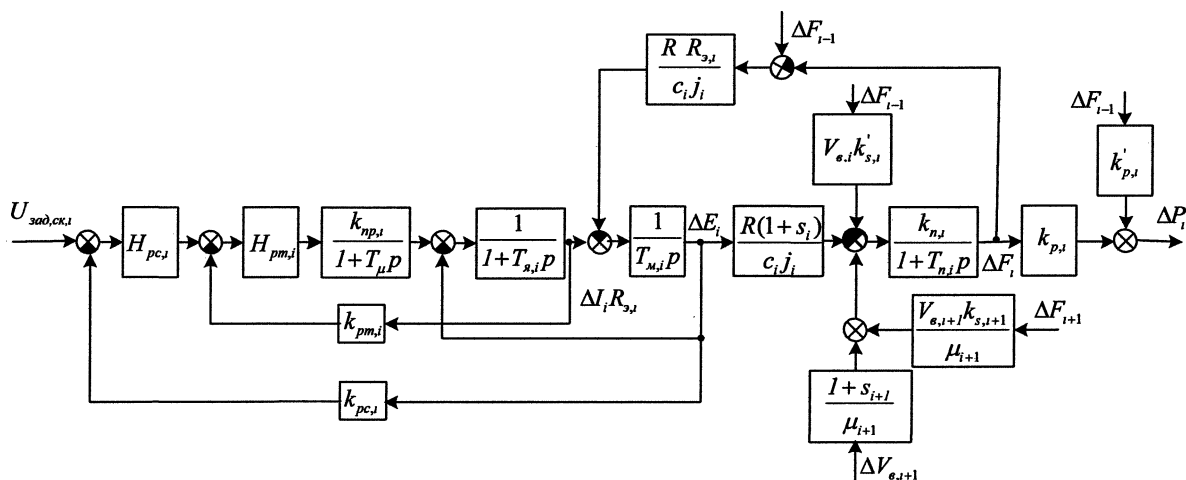 ΔF_{i-1}
R R_{э,i}
c_i j_i
ΔF_{i-1}
ΔF_{i-1}
V_{в,i} k'_{s,i}
k'_{p,i}
U_{зад,ск,i}
H_{рс,i}
H_{рт,i}
k_{пр,i}
1+T_μ p
1
1+T_{я,i} p
1
T_{м,i} p
ΔE_i
R(1+s_i)
c_i j_i
k_{n,i}
1+T_{n,i} p
ΔF_i
k_{p,i}
ΔP_i
ΔI_i R_{э,i}
k_{рт,i}
V_{в,i+1} k_{s,i+1}
μ_{i+1}
ΔF_{i+1}
k_{рс,i}
1+s_{i+1}
μ_{i+1}
ΔV_{в,i+1}